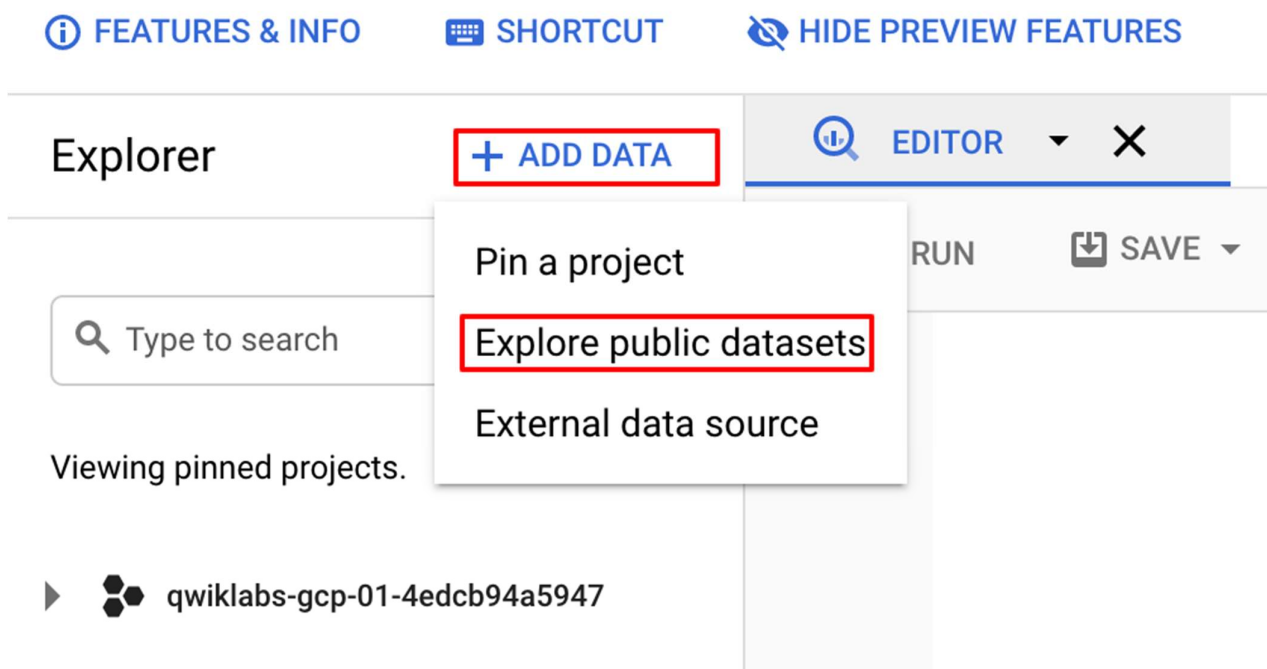 FEATURES & INFO SHORTCUT HIDE PREVIEW FEATURES
Explorer + ADD DATA EDITOR
Pin a project
RUN SAVE
Type to search
Explore public datasets
External data source
Viewing pinned projects.
qwiklabs-gcp-01-4edcb94a5947